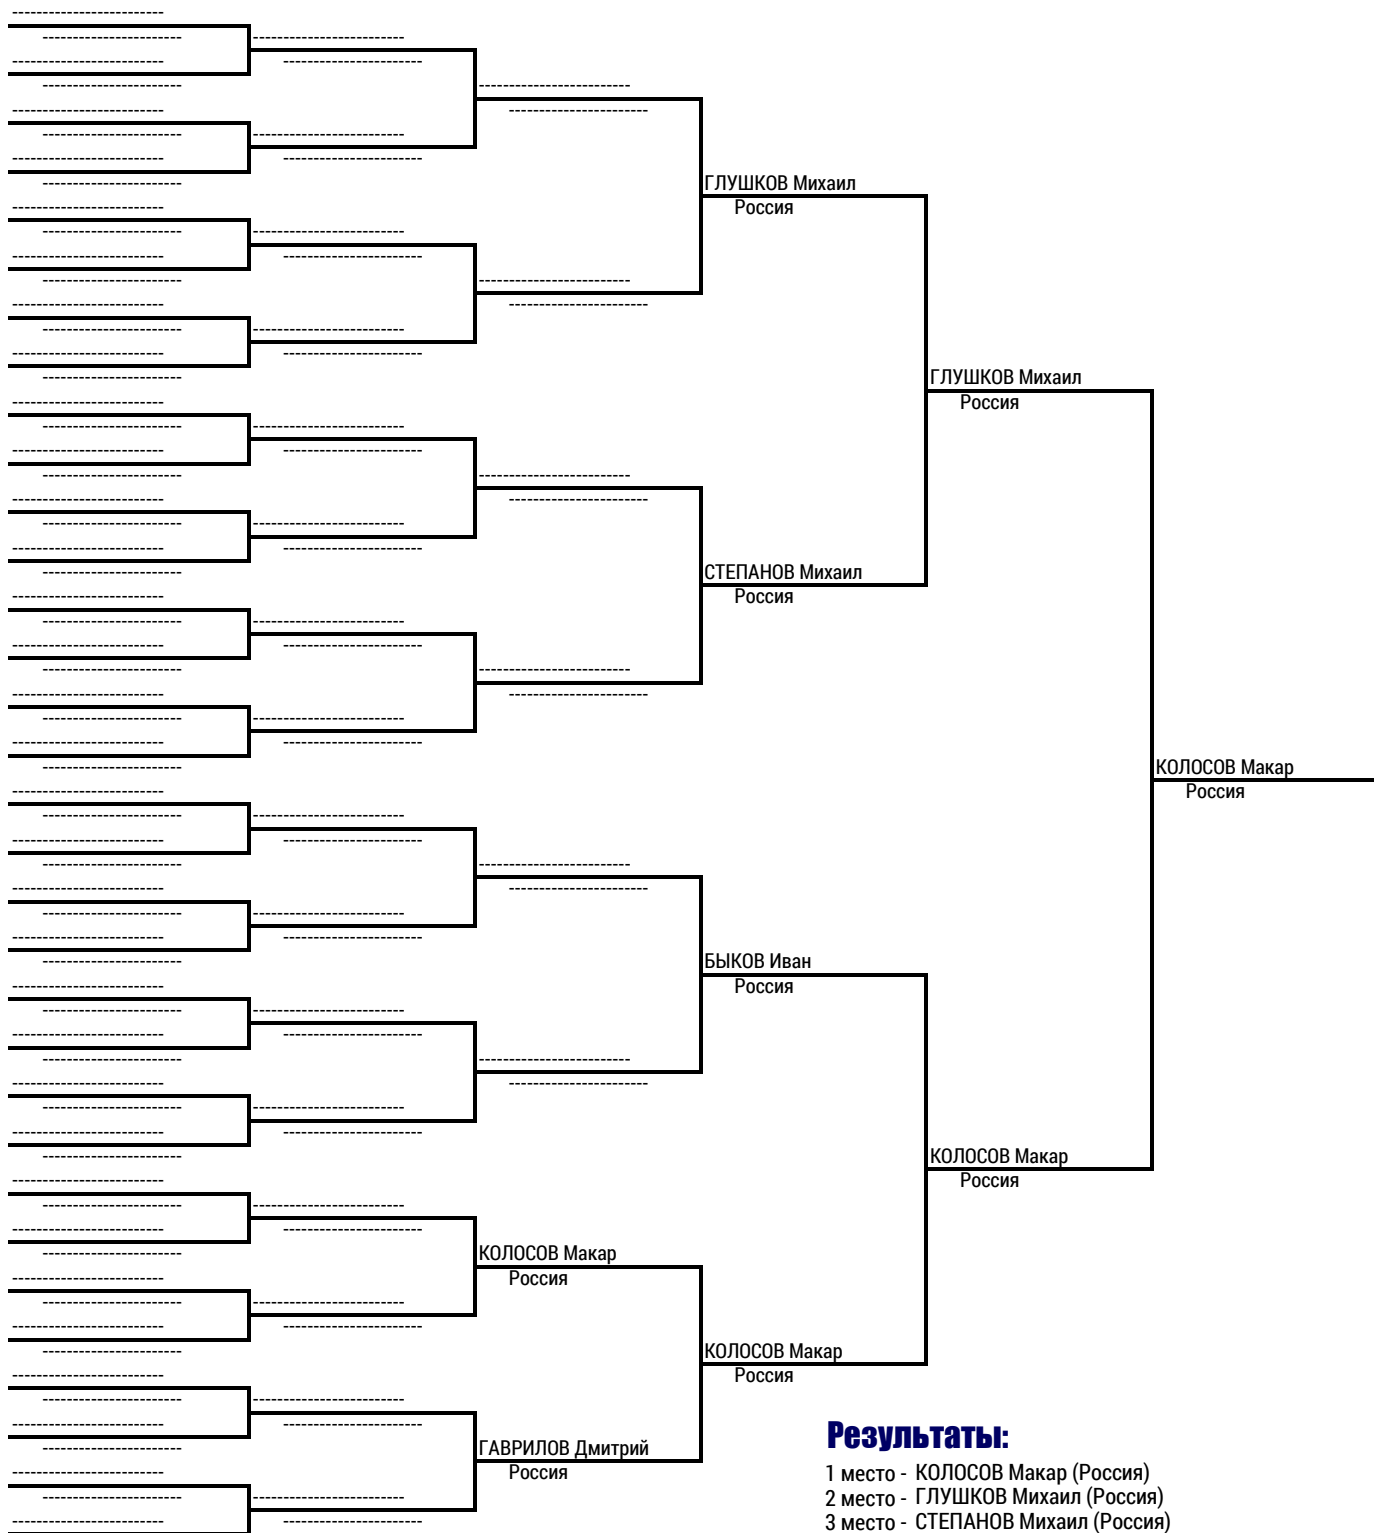 ГЛУШКОВ Михаил
Россия
ГЛУШКОВ Михаил
Россия
СТЕПАНОВ Михаил
Россия
КОЛОСОВ Макар
Россия
БЫКОВ Иван
Россия
КОЛОСОВ Макар
Россия
КОЛОСОВ Макар
Россия
КОЛОСОВ Макар
Россия
ГАВРИЛОВ Дмитрий
Россия
Результаты:
1 место - КОЛОСОВ Макар (Россия)
2 место - ГЛУШКОВ Михаил (Россия)
3 место - СТЕПАНОВ Михаил (Россия)